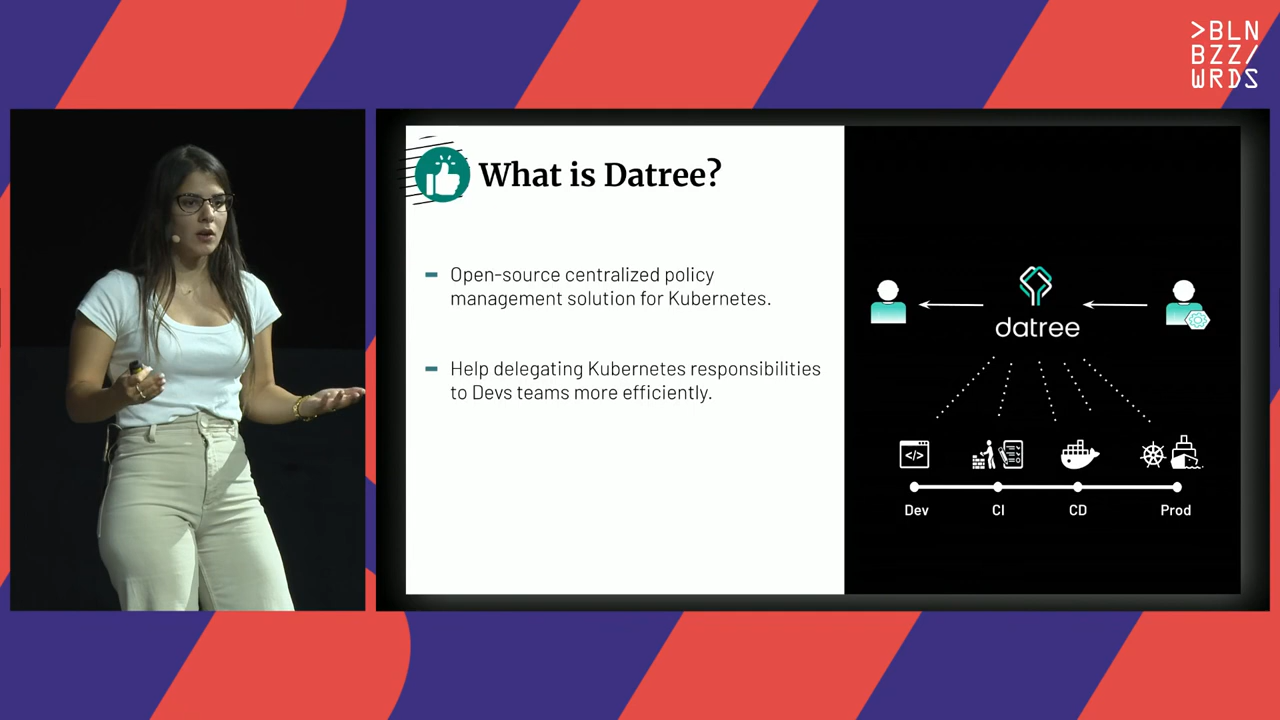 >BLN
BZZ/
WRDS
What is Datree?
Open-source centralized policy
management solution for Kubernetes.
Help delegating Kubernetes responsibilities
to Devs teams more efficiently.
datree
</>
Dev
CI
CD
Prod